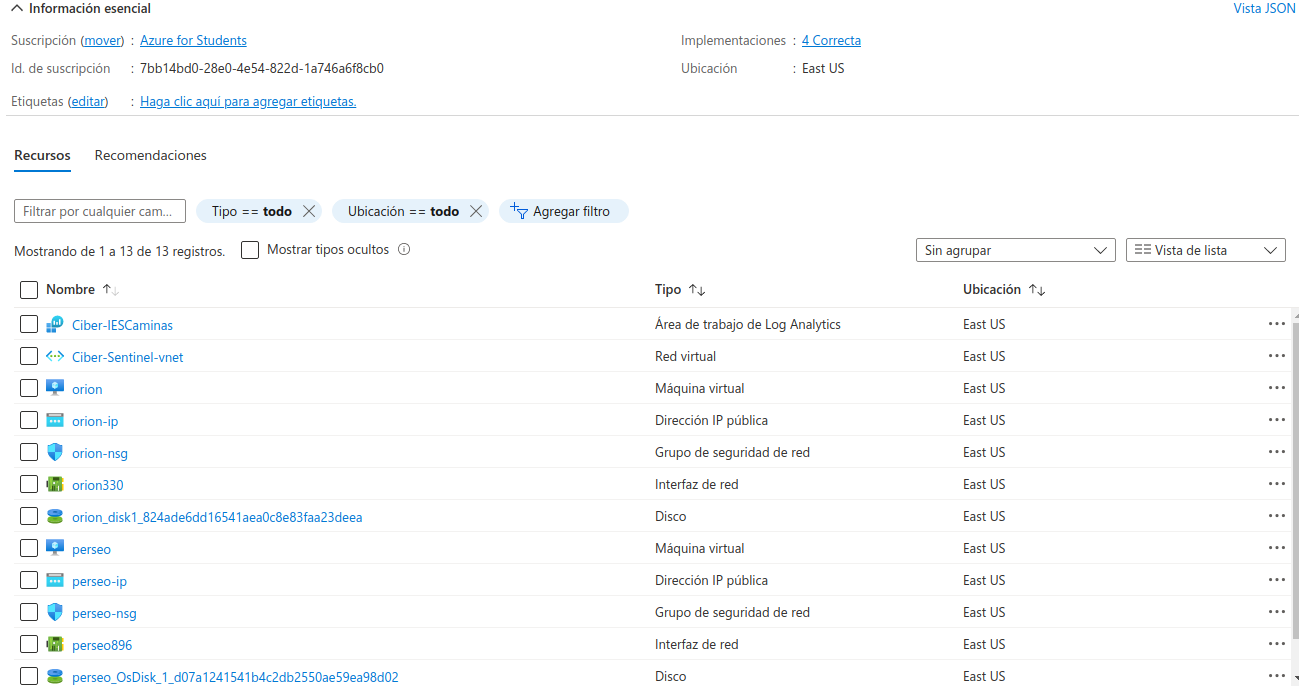 Información esencial
Vista JSON
Suscripción (mover) : Azure for Students
Implementaciones : 4 Correcta
Id. de suscripción : 7bb14bd0-28e0-4e54-822d-1a746a6f8cb0
Ubicación : East US
Etiquetas (editar) : Haga clic aquí para agregar etiquetas.
Recursos Recomendaciones
Filtrar por cualquier cam... Tipo == todo Ubicación == todo Agregar filtro
Mostrando de 1 a 13 de 13 registros. Mostrar tipos ocultos Sin agrupar Vista de lista
Nombre Tipo Ubicación
Ciber-IESCaminas Área de trabajo de Log Analytics East US
Ciber-Sentinel-vnet Red virtual East US
orion Máquina virtual East US
orion-ip Dirección IP pública East US
orion-nsg Grupo de seguridad de red East US
orion330 Interfaz de red East US
orion_disk1_824ade6dd16541aea0c8e83faa23deea Disco East US
perseo Máquina virtual East US
perseo-ip Dirección IP pública East US
perseo-nsg Grupo de seguridad de red East US
perseo896 Interfaz de red East US
perseo_OsDisk_1_d07a1241541b4c2db2550ae59ea98d02 Disco East US